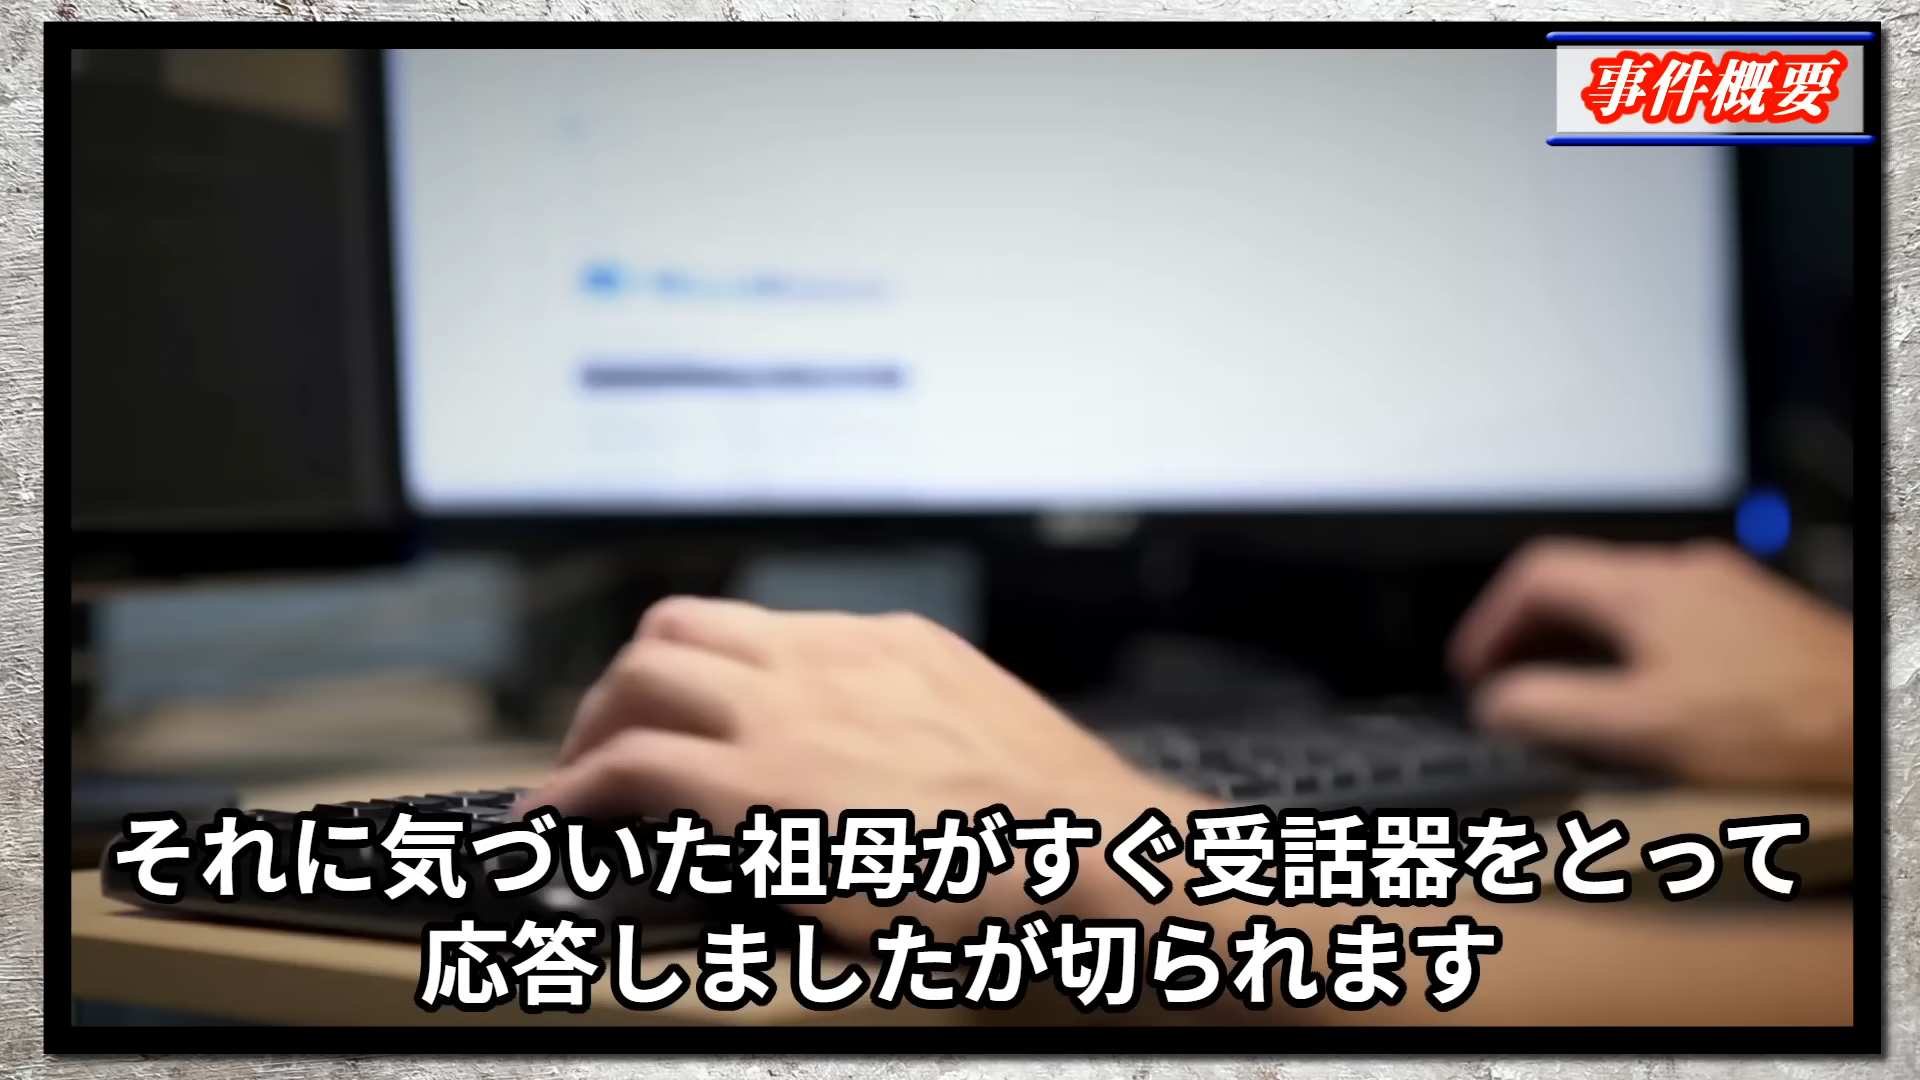 事件概要
それに気づいた祖母がすぐ受話器をとって
応答しましたが切られます